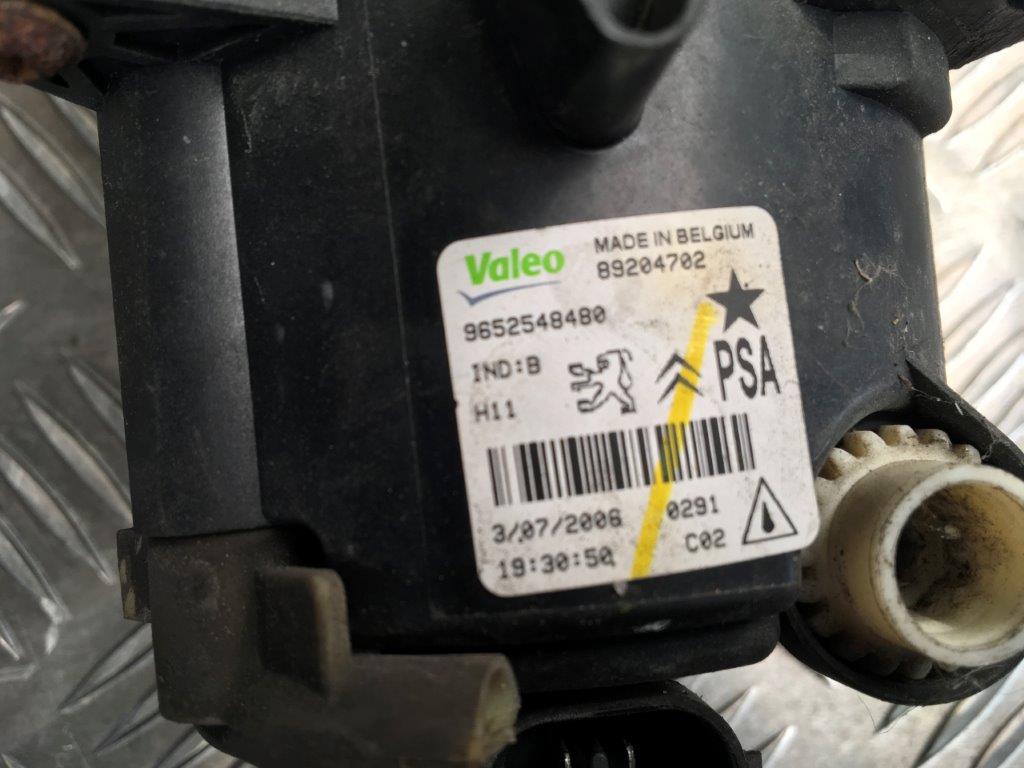 Valeo
MADE IN BELGIUM
89204702
9652548480
IND:B
H11
PSA
3/07/2006 0291
19:30:50 C02